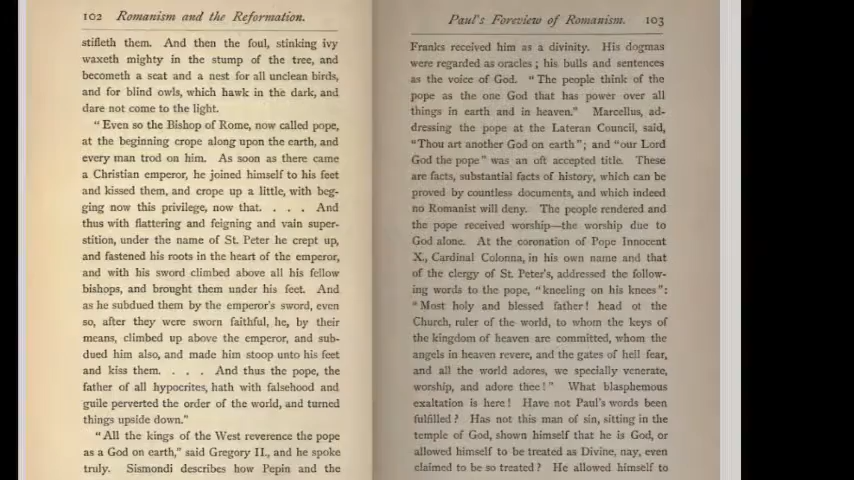 102 Romanism and the Reformation.
stifleth them. And then the foul, stinking ivy
waxeth mighty in the stump of the tree, and
becometh a seat and a nest for all unclean birds,
and for blind owls, which hawk in the dark, and
dare not come to the light.
“Even so the Bishop of Rome, now called pope,
at the beginning crope along upon the earth, and
every man trod on him. As soon as there came
a Christian emperor, he joined himself to his feet
and kissed them, and crope up a little, with beg-
ging now this privilege, now that. . . . And
thus with flattering and feigning and vain super-
stition, under the name of St. Peter he crept up,
and fastened his roots in the heart of the emperor,
and with his sword climbed above all his fellow
bishops, and brought them under his feet. And
as he subdued them by the emperor's sword, even
so, after they were sworn faithful, he, by their
means, climbed up above the emperor, and sub-
dued him also, and made him stoop unto his feet
and kiss them. . . . And thus the pope, the
father of all hypocrites, hath with falsehood and
guile perverted the order of the world, and turned
things upside down.”
“All the kings of the West reverence the pope
as a God on earth,” said Gregory II., and he spoke
truly. Sismondi describes how Pepin and the
Paul's Foreview of Romanism. 103
Franks received him as a divinity. His dogmas
were regarded as oracles; his bulls and sentences
as the voice of God. “The people think of the
pope as the one God that has power over all
things in earth and in heaven.” Marcellus, ad-
dressing the pope at the Lateran Council, said,
“Thou art another God on earth”; and “our Lord
God the pope” was an oft accepted title. These
are facts, substantial facts of history, which can be
proved by countless documents, and which indeed
no Romanist will deny. The people rendered and
the pope received worship—the worship due to
God alone. At the coronation of Pope Innocent
X., Cardinal Colonna, in his own name and that
of the clergy of St. Peter's, addressed the follow-
ing words to the pope, “kneeling on his knees”:
“Most holy and blessed father! head of the
Church, ruler of the world, to whom the keys of
the kingdom of heaven are committed, whom the
angels in heaven revere, and the gates of hell fear,
and all the world adores, we specially venerate,
worship, and adore thee!” What blasphemous
exaltation is here! Have not Paul's words been
fulfilled? Has not this man of sin, sitting in the
temple of God, shown himself that he is God, or
allowed himself to be treated as Divine, nay, even
claimed to be so treated? He allowed himself to